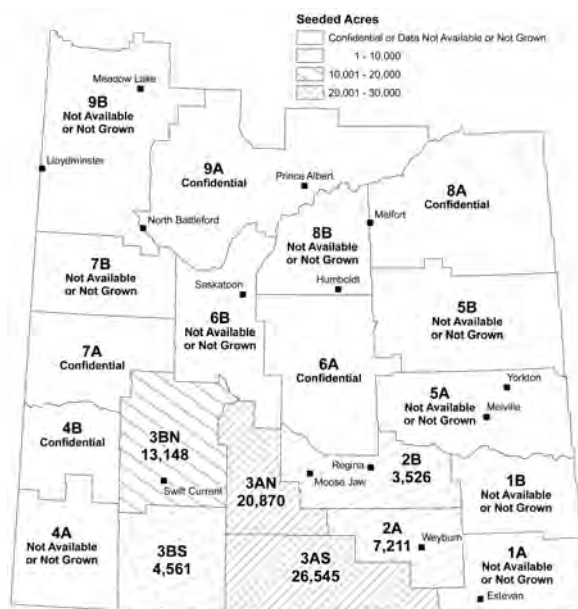 Seeded Acres
Confidential or Data Not Available or Not Grown
1 - 10,000
10,001 - 20,000
20,001 - 30,000
Meadow Lake
9B
Not Available
or Not Grown
Lloydminster
9A
Confidential
Prince Albert
8A
Confidential
North Battleford
Melfort
8B
Not Available
or Not Grown
7B
Not Available
or Not Grown
Saskatoon
Humboldt
6B
Not Available
or Not Grown
5B
Not Available
or Not Grown
7A
Confidential
6A
Confidential
Yorkton
5A
Not Available
or Not Grown
Melville
4B
Confidential
3BN
13,148
Swift Current
3AN
20,870
Regina
Moose Jaw
2B
3,526
1B
Not Available
or Not Grown
4A
Not Available
or Not Grown
3BS
4,561
2A
7,211
Weyburn
3AS
26,545
1A
Not Available
or Not Grown
Estevan